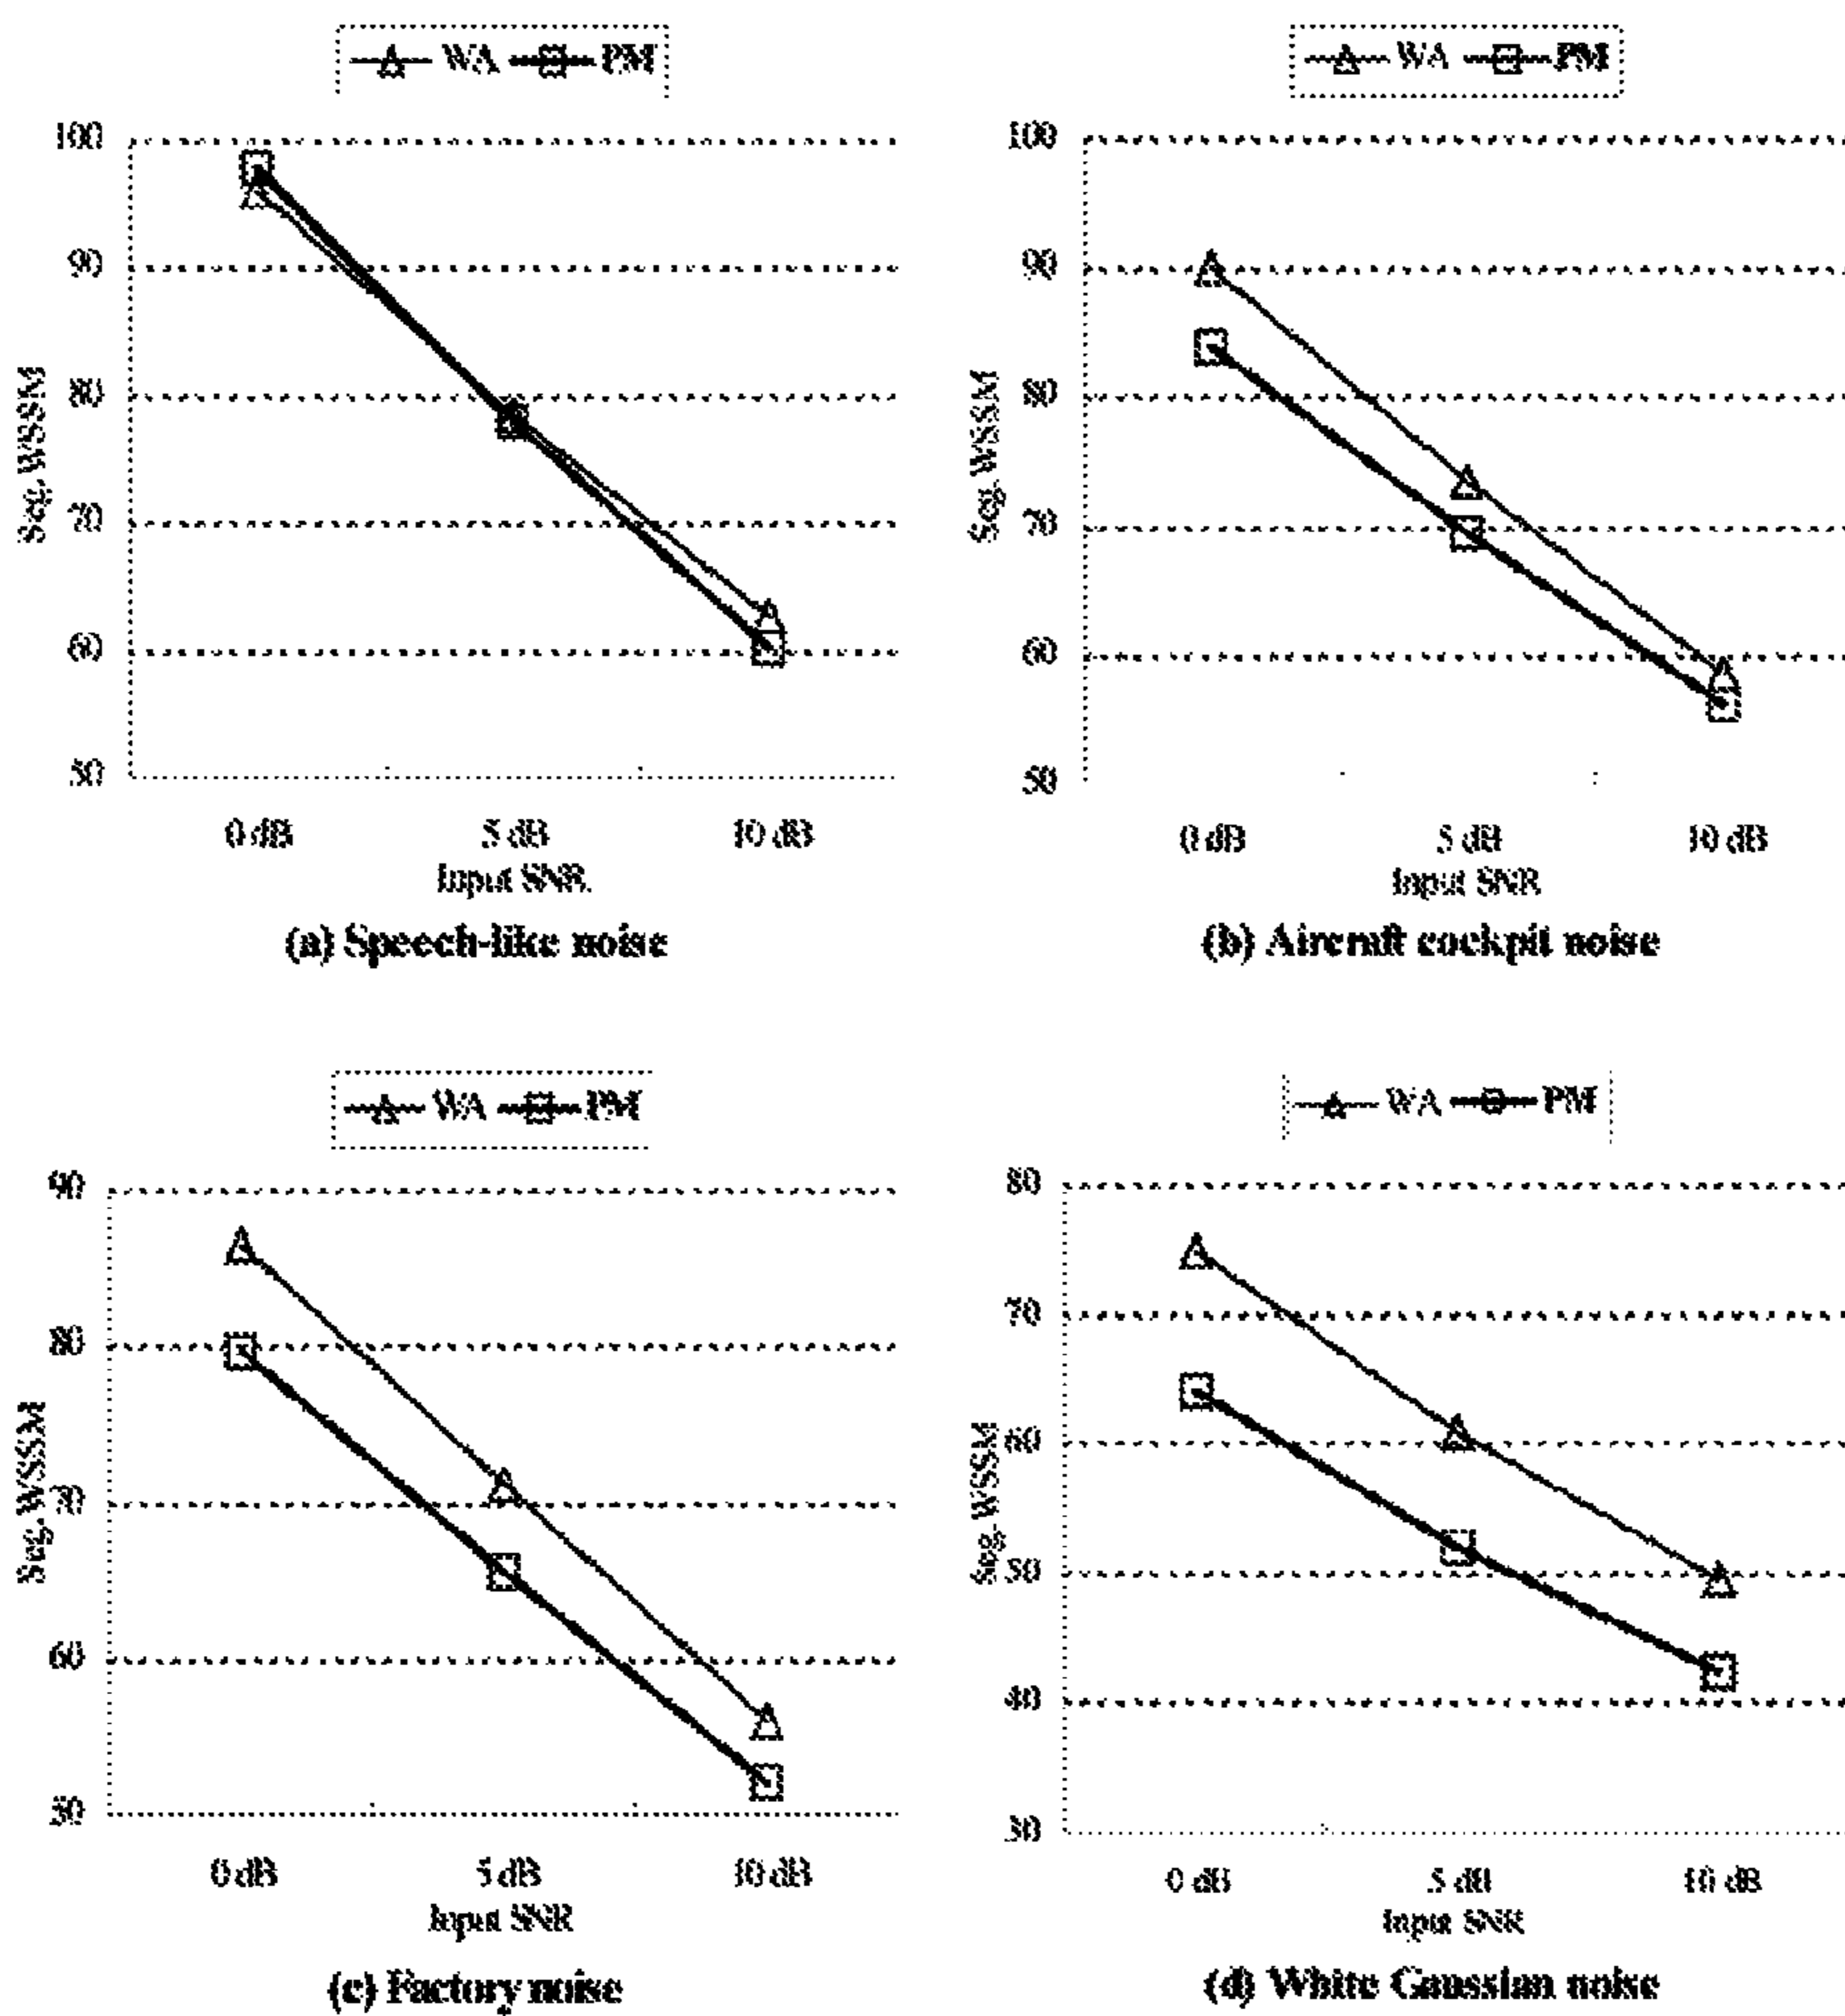 WA PM
100
90
80
70
60
50
Seg.WSSM
0 dB 5 dB 10 dB
Input SNR
(a) Speech-like noise
WA PM
100
90
80
70
60
50
Seg.WSSM
0 dB 5 dB 10 dB
Input SNR
(b) Aircraft cockpit noise
WA PM
90
80
70
60
50
Seg.WSSM
0 dB 5 dB 10 dB
Input SNR
(c) Factory noise
WA PM
80
70
60
50
40
30
Seg.WSSM
0 dB 5 dB 10 dB
Input SNR
(d) White Gaussian noise